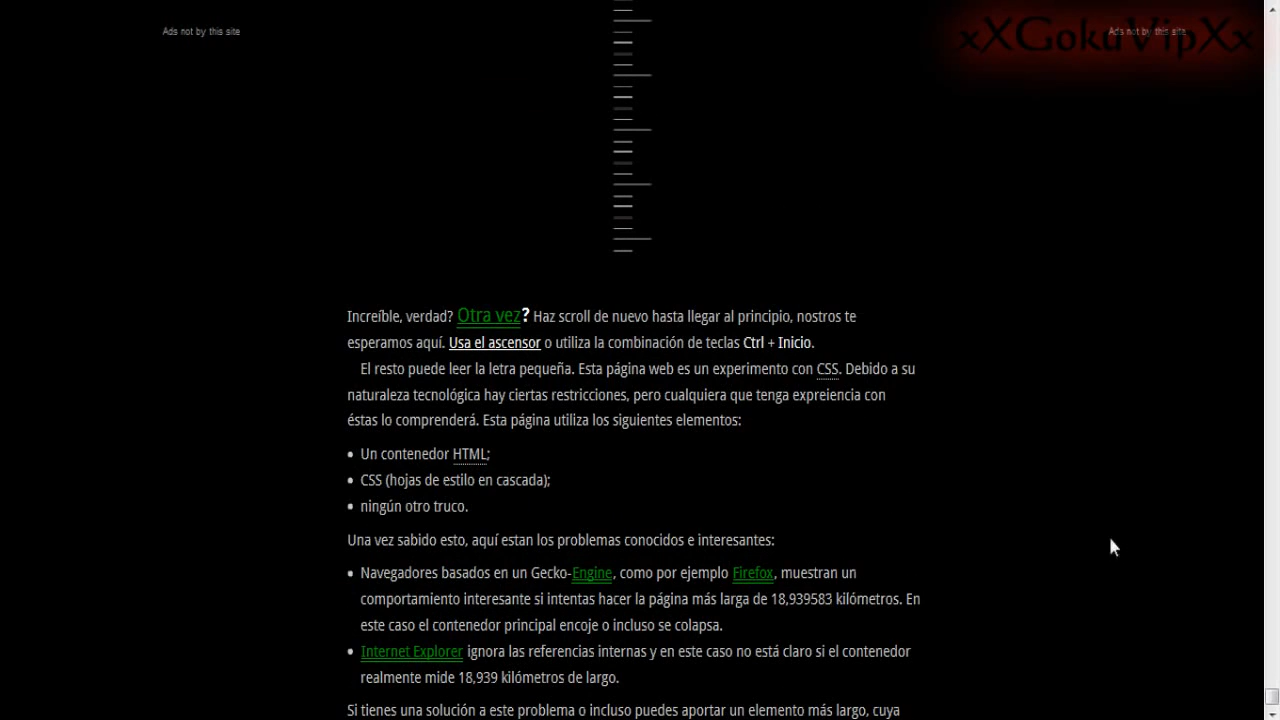 Ads not by this site
xXGokuVipXx
Ads not by this site
Increíble, verdad? Otra vez? Haz scroll de nuevo hasta llegar al principio, nostros te
esperamos aquí. Usa el ascensor o utiliza la combinación de teclas Ctrl + Inicio.
El resto puede leer la letra pequeña. Esta página web es un experimento con CSS. Debido a su
naturaleza tecnológica hay ciertas restricciones, pero cualquiera que tenga expreiencia con
éstas lo comprenderá. Esta página utiliza los siguientes elementos:
• Un contenedor HTML;
• CSS (hojas de estilo en cascada);
• ningún otro truco.
Una vez sabido esto, aquí estan los problemas conocidos e interesantes:
• Navegadores basados en un Gecko-Engine, como por ejemplo Firefox, muestran un
comportamiento interesante si intentas hacer la página más larga de 18,939583 kilómetros. En
este caso el contenedor principal encoje o incluso se colapsa.
• Internet Explorer ignora las referencias internas y en este caso no está claro si el contenedor
realmente mide 18,939 kilómetros de largo.
Si tienes una solución a este problema o incluso puedes aportar un elemento más largo, cuya